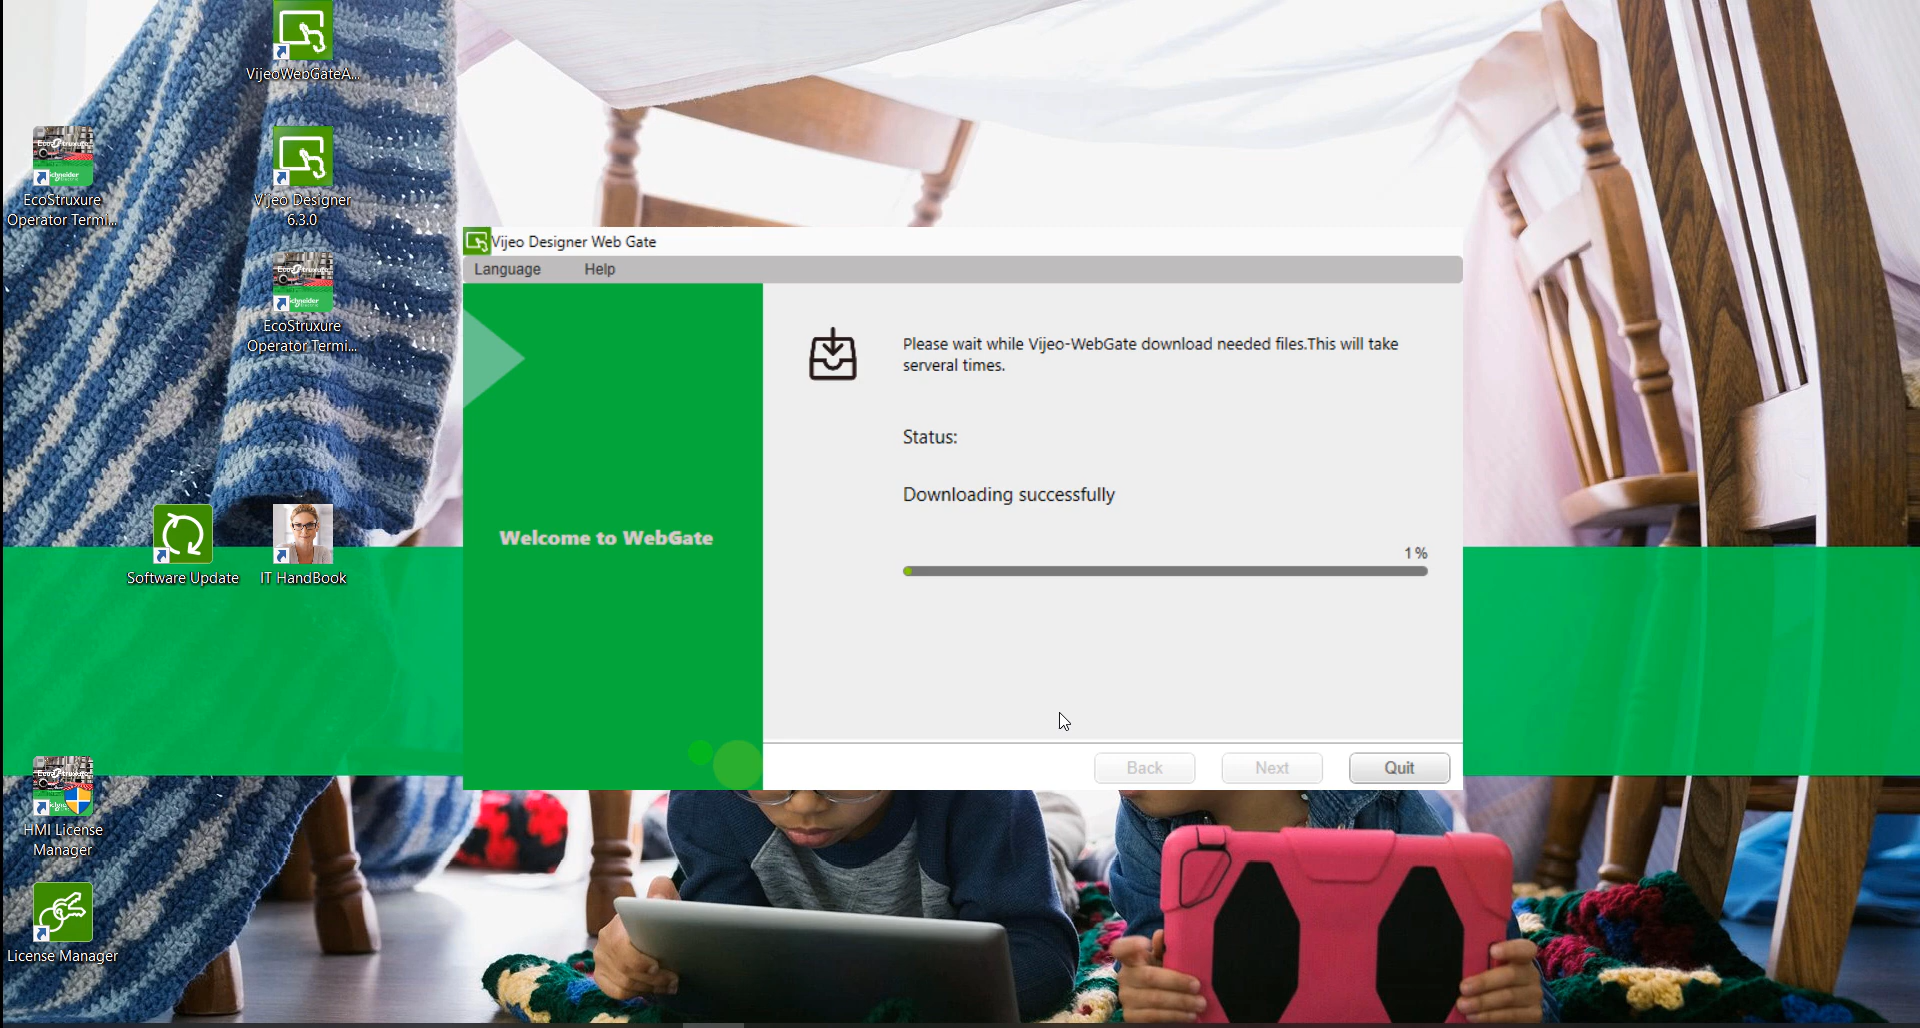 VijeoWebGateA...
EcoStruxure
Operator Termi...
Vijeo Designer
6.3.0
EcoStruxure
Operator Termi...
Software Update
IT HandBook
HMI License
Manager
License Manager
Vijeo Designer Web Gate
Language Help
Welcome to WebGate
Please wait while Vijeo-WebGate download needed files.This will take
serveral times.
Status:
Downloading successfully
1 %
Back Next Quit